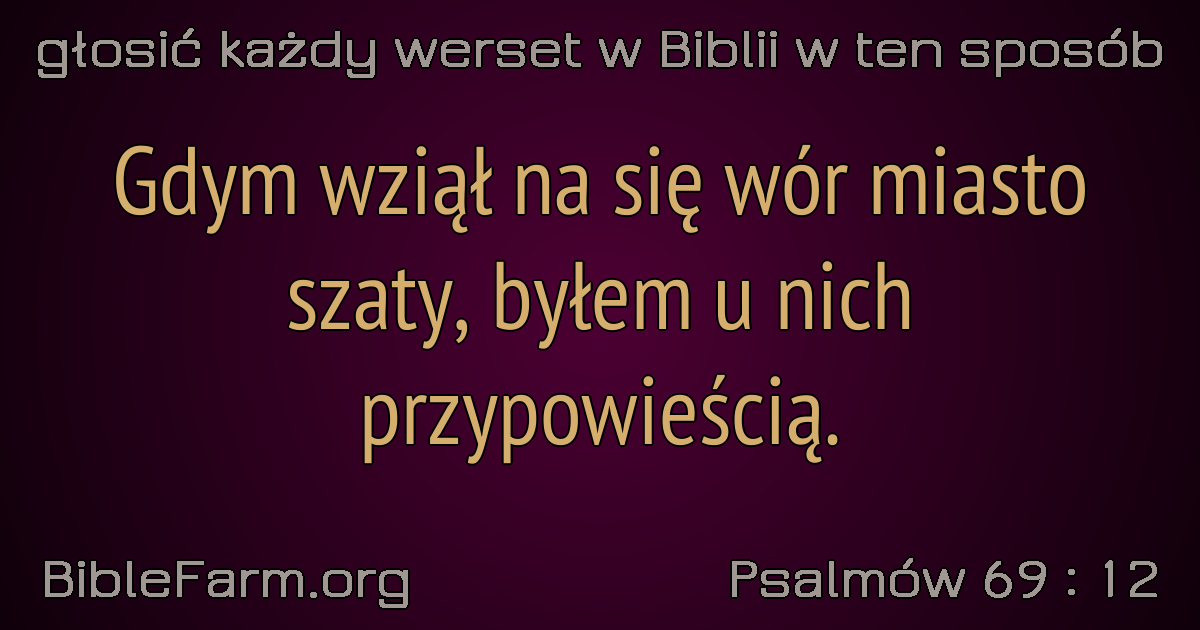 głosić każdy werset w Biblii w ten sposób
Gdym wziął na się wór miasto
szaty, byłem u nich
przypowieścią.
BibleFarm.org
Psalmów 69 : 12